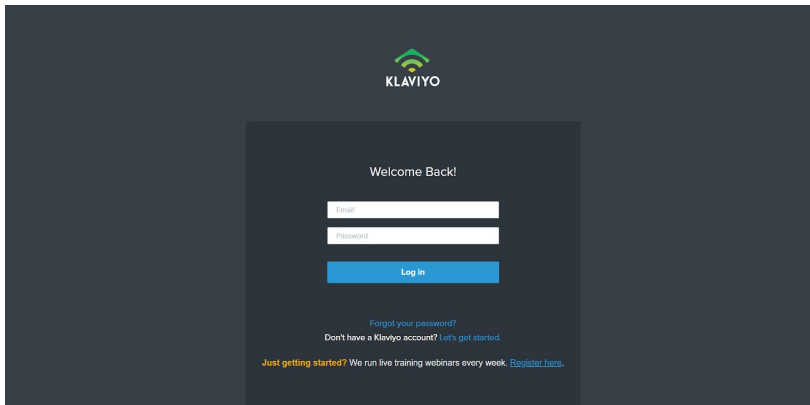 KLAVIYO
Welcome Back!
Email
Password
Log in
Forgot your password?
Don't have a Klaviyo account? Let's get started.
Just getting started? We run live training webinars every week. Register here.